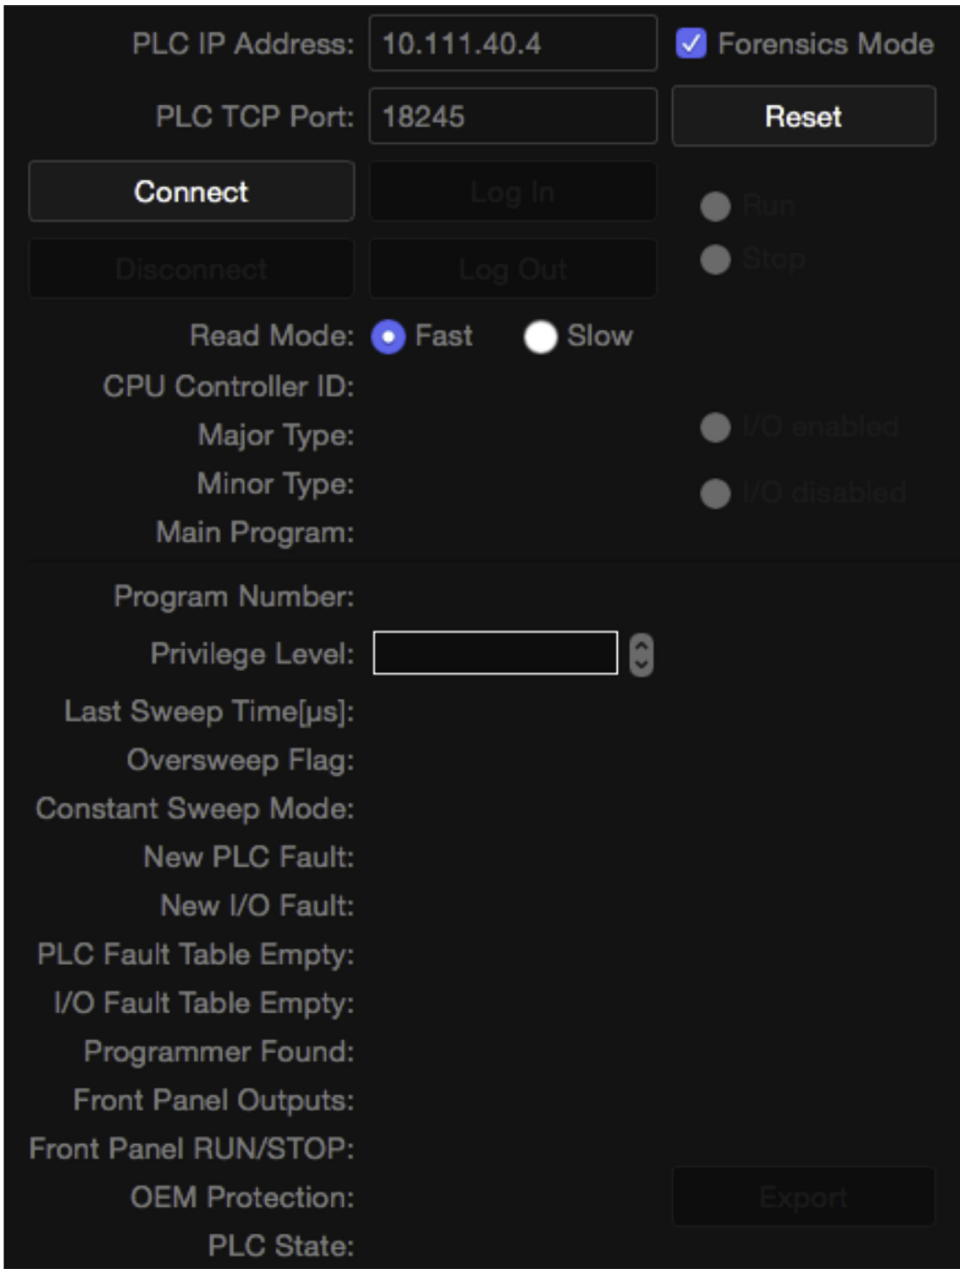 PLC IP Address: 10.111.40.4 Forensics Mode
PLC TCP Port: 18245 Reset
Connect Log In Run
Disconnect Log Out Stop
Read Mode: Fast Slow
CPU Controller ID:
Major Type: I/O enabled
Minor Type: I/O disabled
Main Program:
Program Number:
Privilege Level:
Last Sweep Time[µs]:
Oversweep Flag:
Constant Sweep Mode:
New PLC Fault:
New I/O Fault:
PLC Fault Table Empty:
I/O Fault Table Empty:
Programmer Found:
Front Panel Outputs:
Front Panel RUN/STOP:
OEM Protection: Export
PLC State: